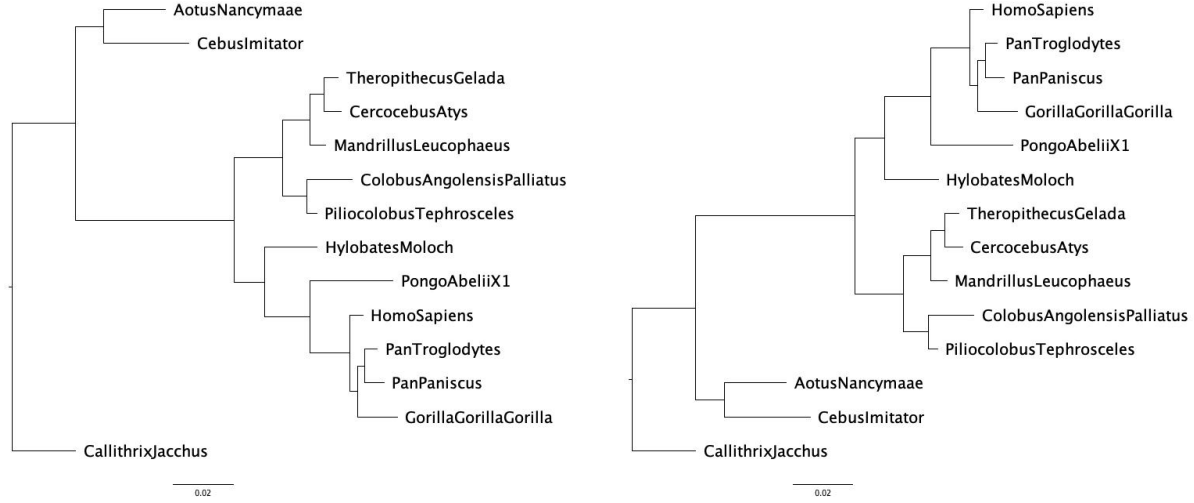 AotusNancymaae
CebusImitator
TheropithecusGelada
CercocebusAtys
MandrillusLeucophaeus
ColobusAngolensisPalliatus
PiliocolobusTephrosceles
HylobatesMoloch
PongoAbeliiX1
HomoSapiens
PanTroglodytes
PanPaniscus
GorillaGorillaGorilla
CallithrixJacchus
0.02
HomoSapiens
PanTroglodytes
PanPaniscus
GorillaGorillaGorilla
PongoAbeliiX1
HylobatesMoloch
TheropithecusGelada
CercocebusAtys
MandrillusLeucophaeus
ColobusAngolensisPalliatus
PiliocolobusTephrosceles
AotusNancymaae
CebusImitator
CallithrixJacchus
0.02